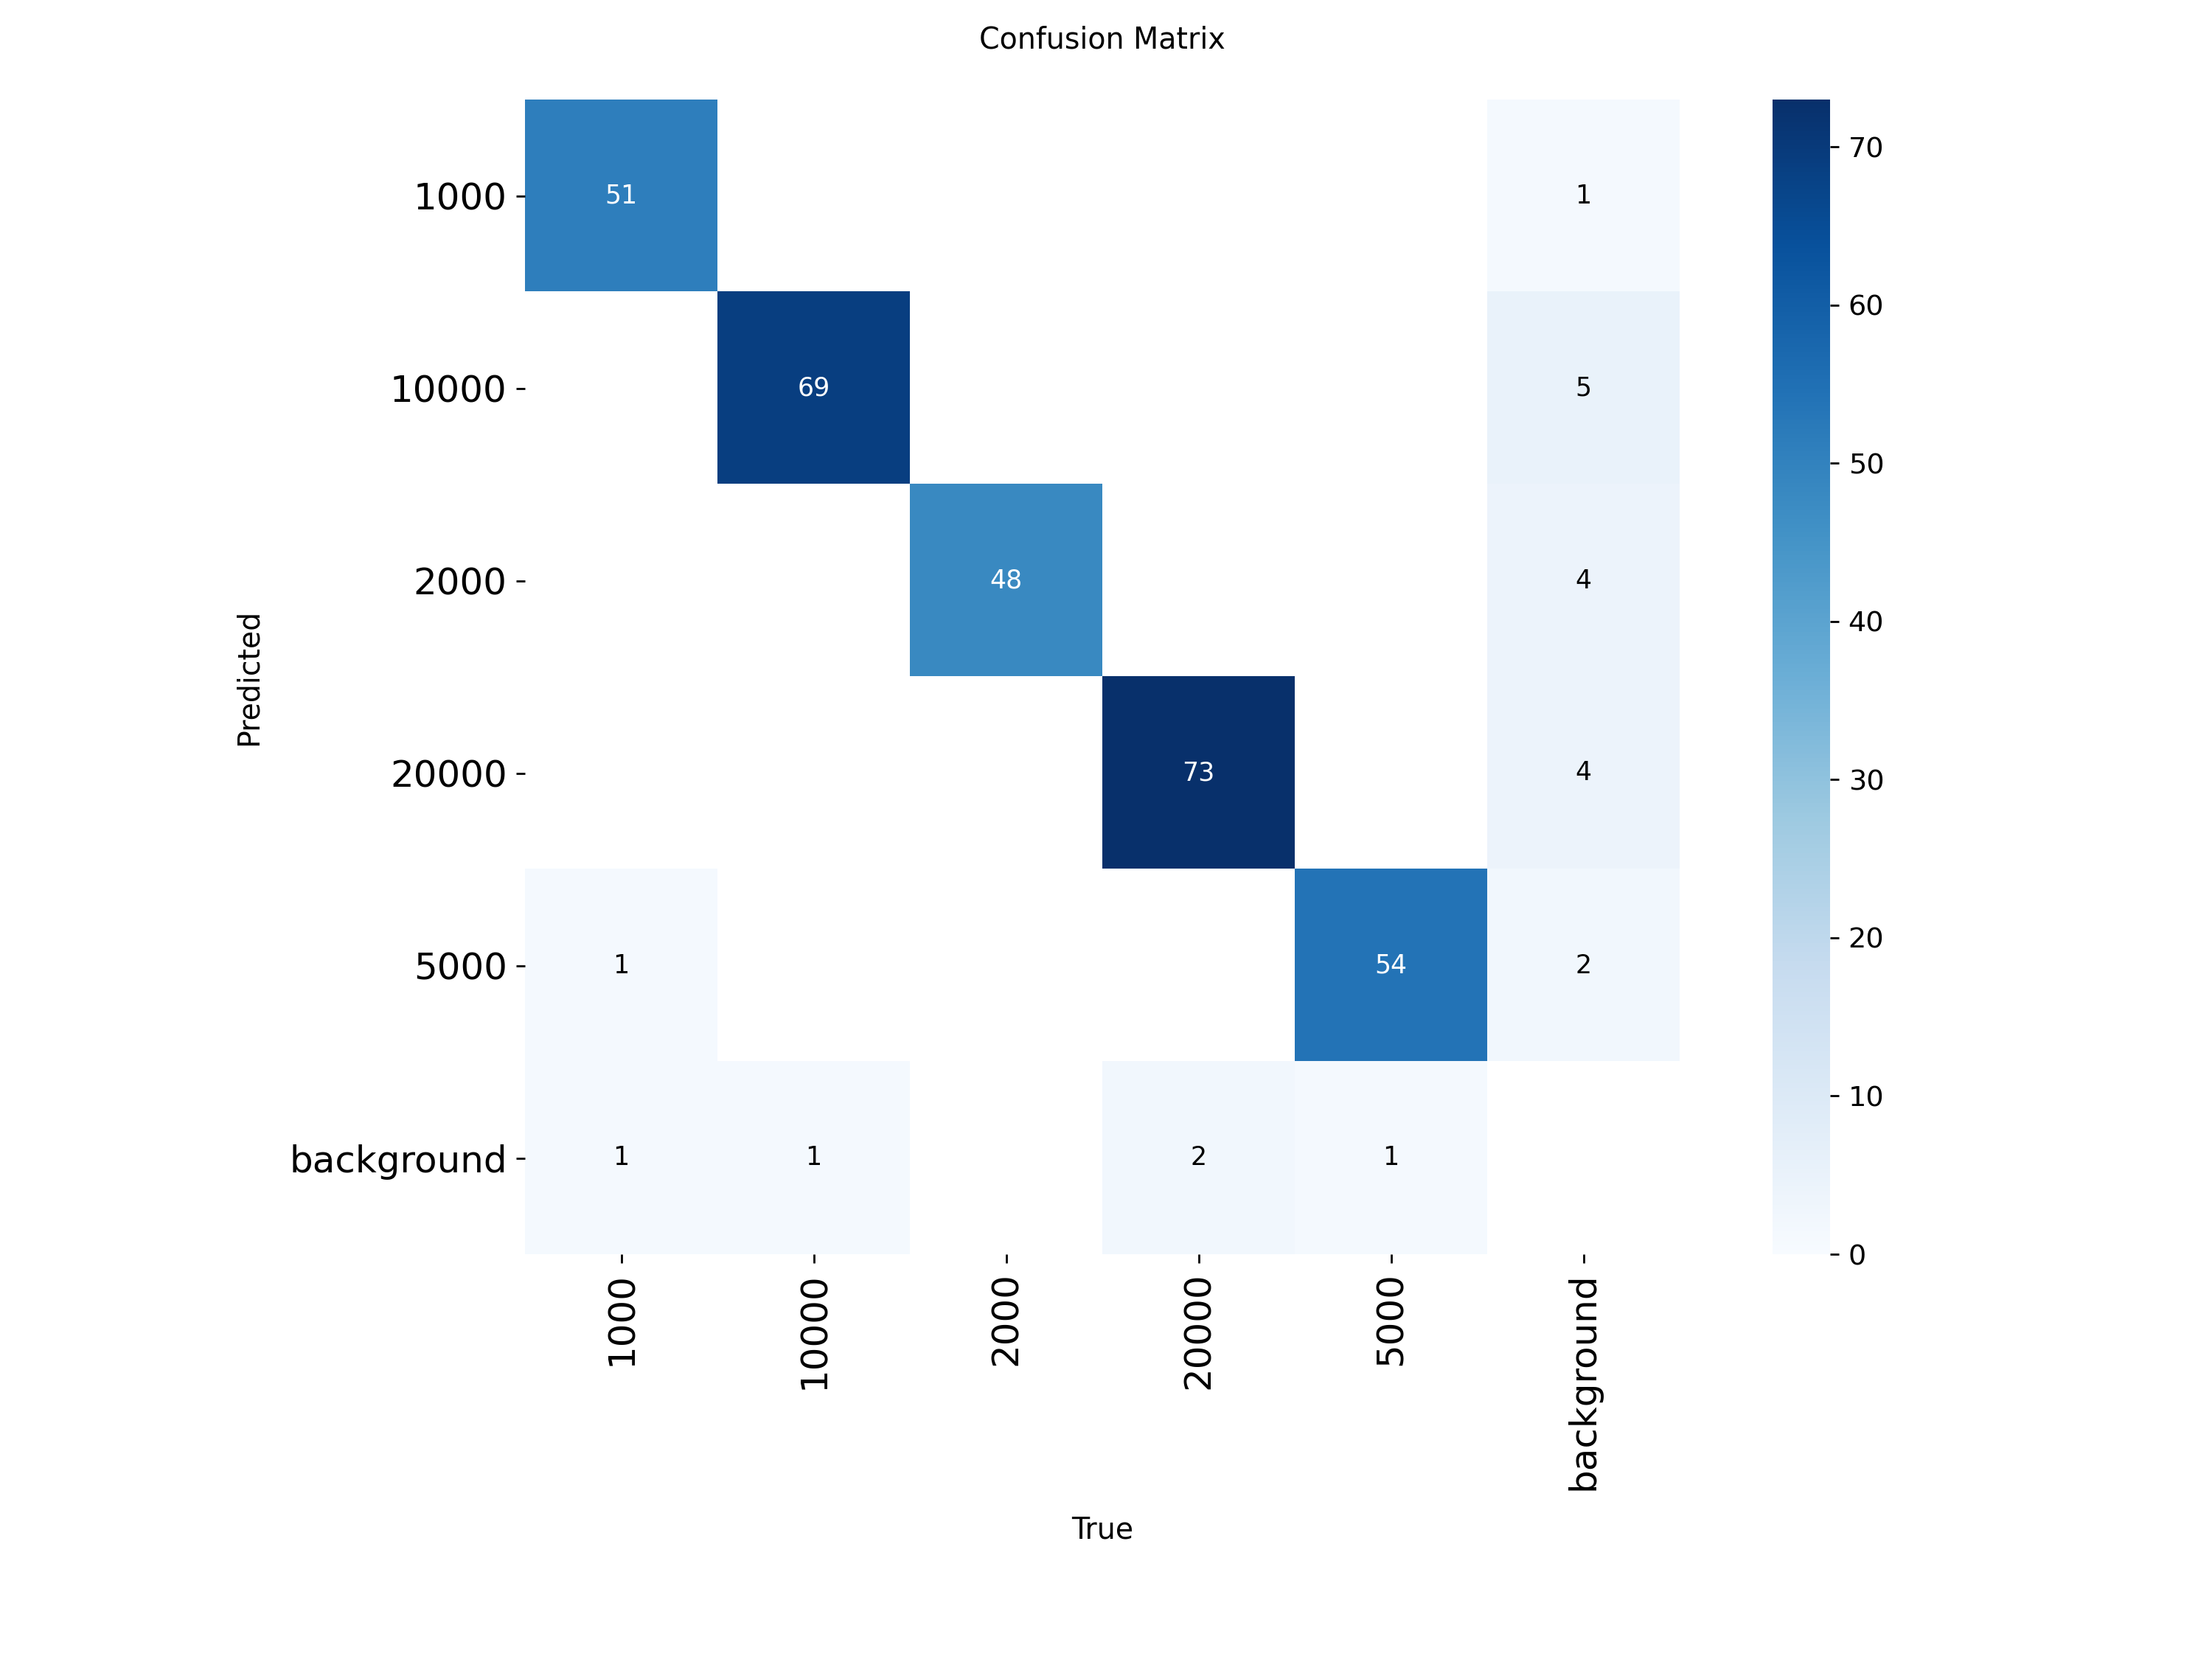 Confusion Matrix
1000 51 1 70
10000 69 5 60
2000 48 4 50
20000 73 4 40
5000 1 54 2 30
background 1 1 2 1 20
10
0
1000 10000 2000 20000 5000 background
Predicted
True